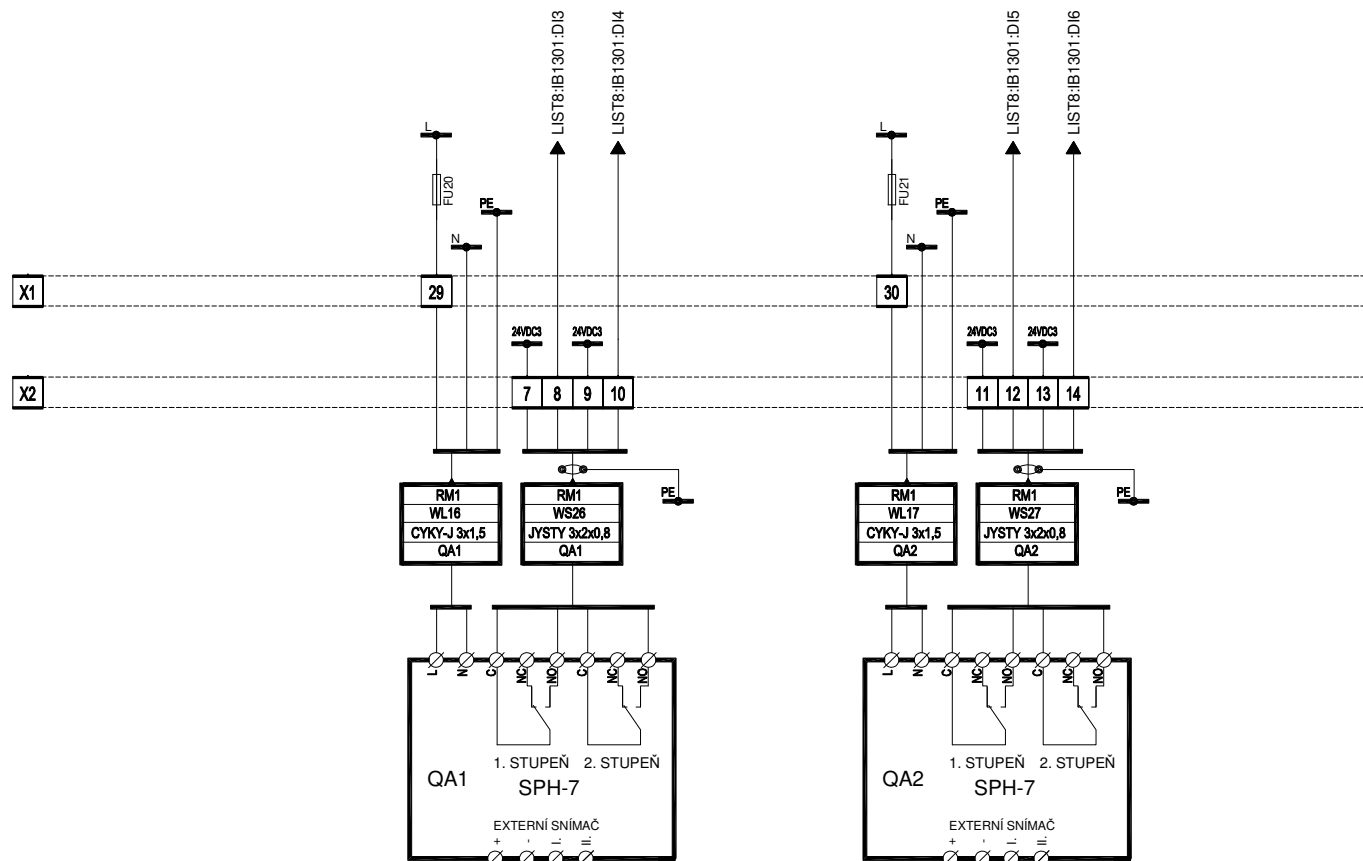 LIST8:IB1301:DI3
LIST8:IB1301:DI4
LIST8:IB1301:DI5
LIST8:IB1301:DI6
L
L
FU20
FU21
PE
PE
N
N
X1
29
30
24VDC3
24VDC3
24VDC3
24VDC3
X2
7 8 9 10
11 12 13 14
PE
PE
RM1
WL16
CYKY-J 3x1,5
QA1
RM1
WS26
JYSTY 3x2x0,8
QA1
RM1
WL17
CYKY-J 3x1,5
QA2
RM1
WS27
JYSTY 3x2x0,8
QA2
L N C NC NO C NC NO
L N C NC NO C NC NO
1. STUPEŇ 2. STUPEŇ
QA1 SPH-7
EXTERNÍ SNÍMAČ
+ - I. II.
1. STUPEŇ 2. STUPEŇ
QA2 SPH-7
EXTERNÍ SNÍMAČ
+ - I. II.